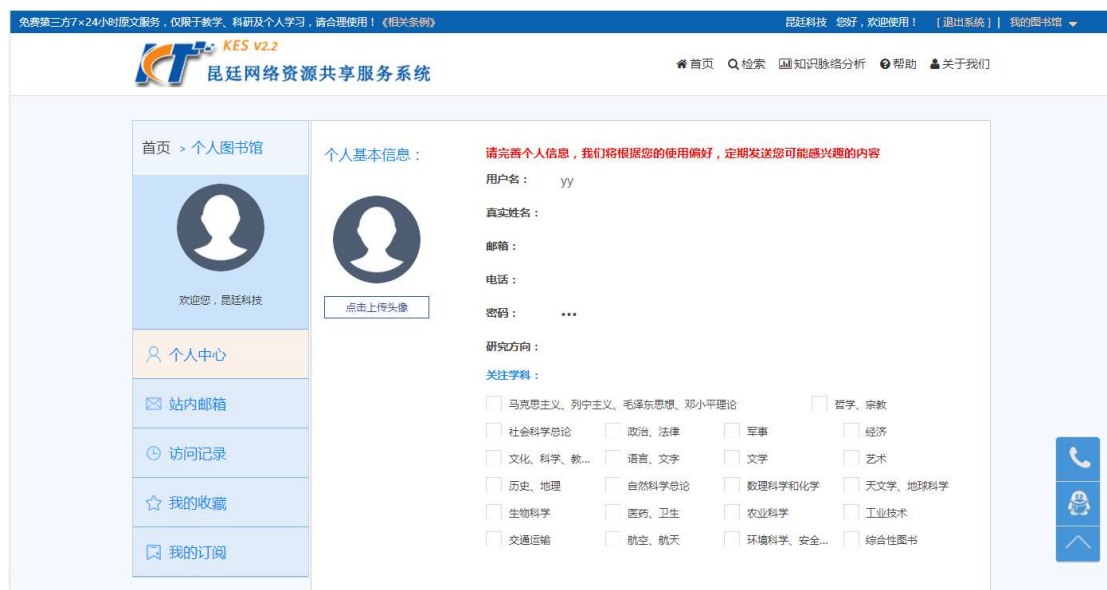 免费第三方7×24小时原文服务，仅限于教学、科研及个人学习，请合理使用！《相关条例》
昆廷科技 您好，欢迎使用！ [退出系统] | 我的图书馆
KT
KES V2.2
昆廷网络资源共享服务系统
首页 检索 知识脉络分析 帮助 关于我们
首页 > 个人图书馆
欢迎您，昆廷科技
个人中心
站内邮箱
访问记录
我的收藏
我的订阅
个人基本信息：
点击上传头像
请完善个人信息，我们将根据您的使用偏好，定期发送您可能感兴趣的内容
用户名： yy
真实姓名：
邮箱：
电话：
密码： •••
研究方向：
关注学科：
马克思主义、列宁主义、毛泽东思想、邓小平理论 哲学、宗教
社会科学总论 政治、法律 军事 经济
文化、科学、教... 语言、文字 文学 艺术
历史、地理 自然科学总论 数理科学和化学 天文学、地球科学
生物科学 医药、卫生 农业科学 工业技术
交通运输 航空、航天 环境科学、安全... 综合性图书